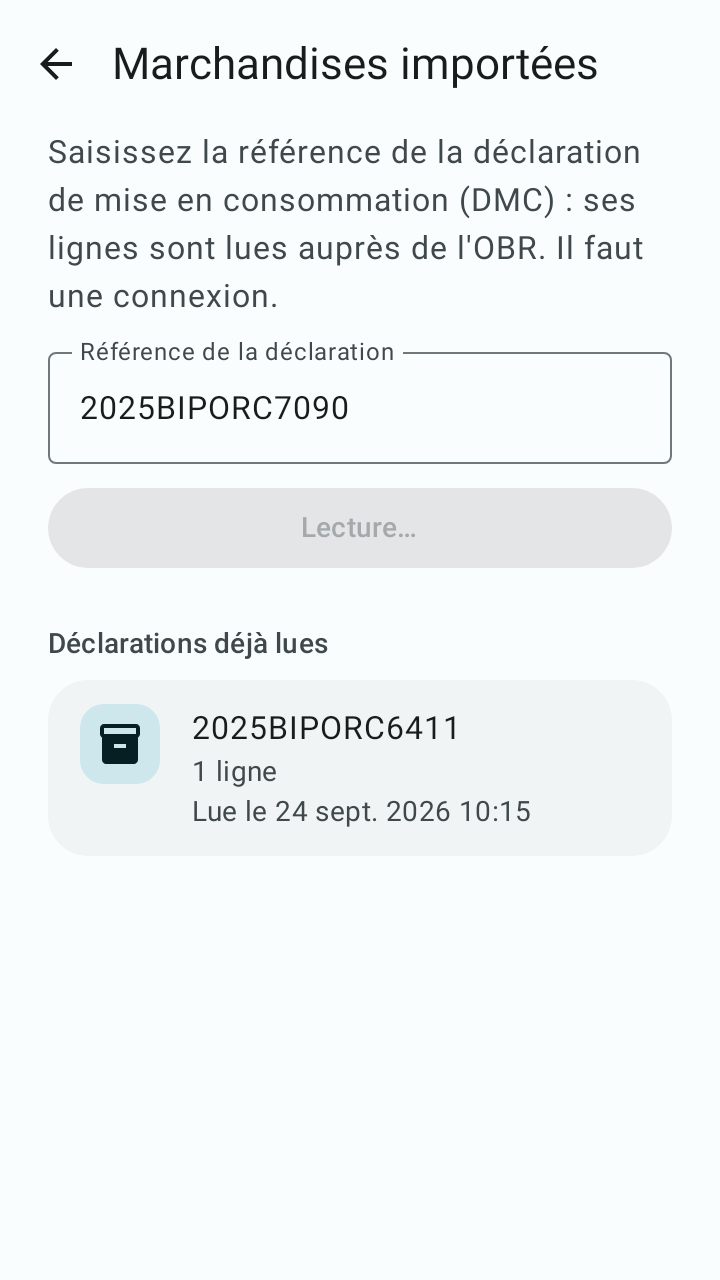 Marchandises importées
Saisissez la référence de la déclaration
de mise en consommation (DMC) : ses
lignes sont lues auprès de l'OBR. Il faut
une connexion.
Référence de la déclaration
2025BIPORC7090
Lecture…
Déclarations déjà lues
2025BIPORC6411
1 ligne
Lue le 24 sept. 2026 10:15